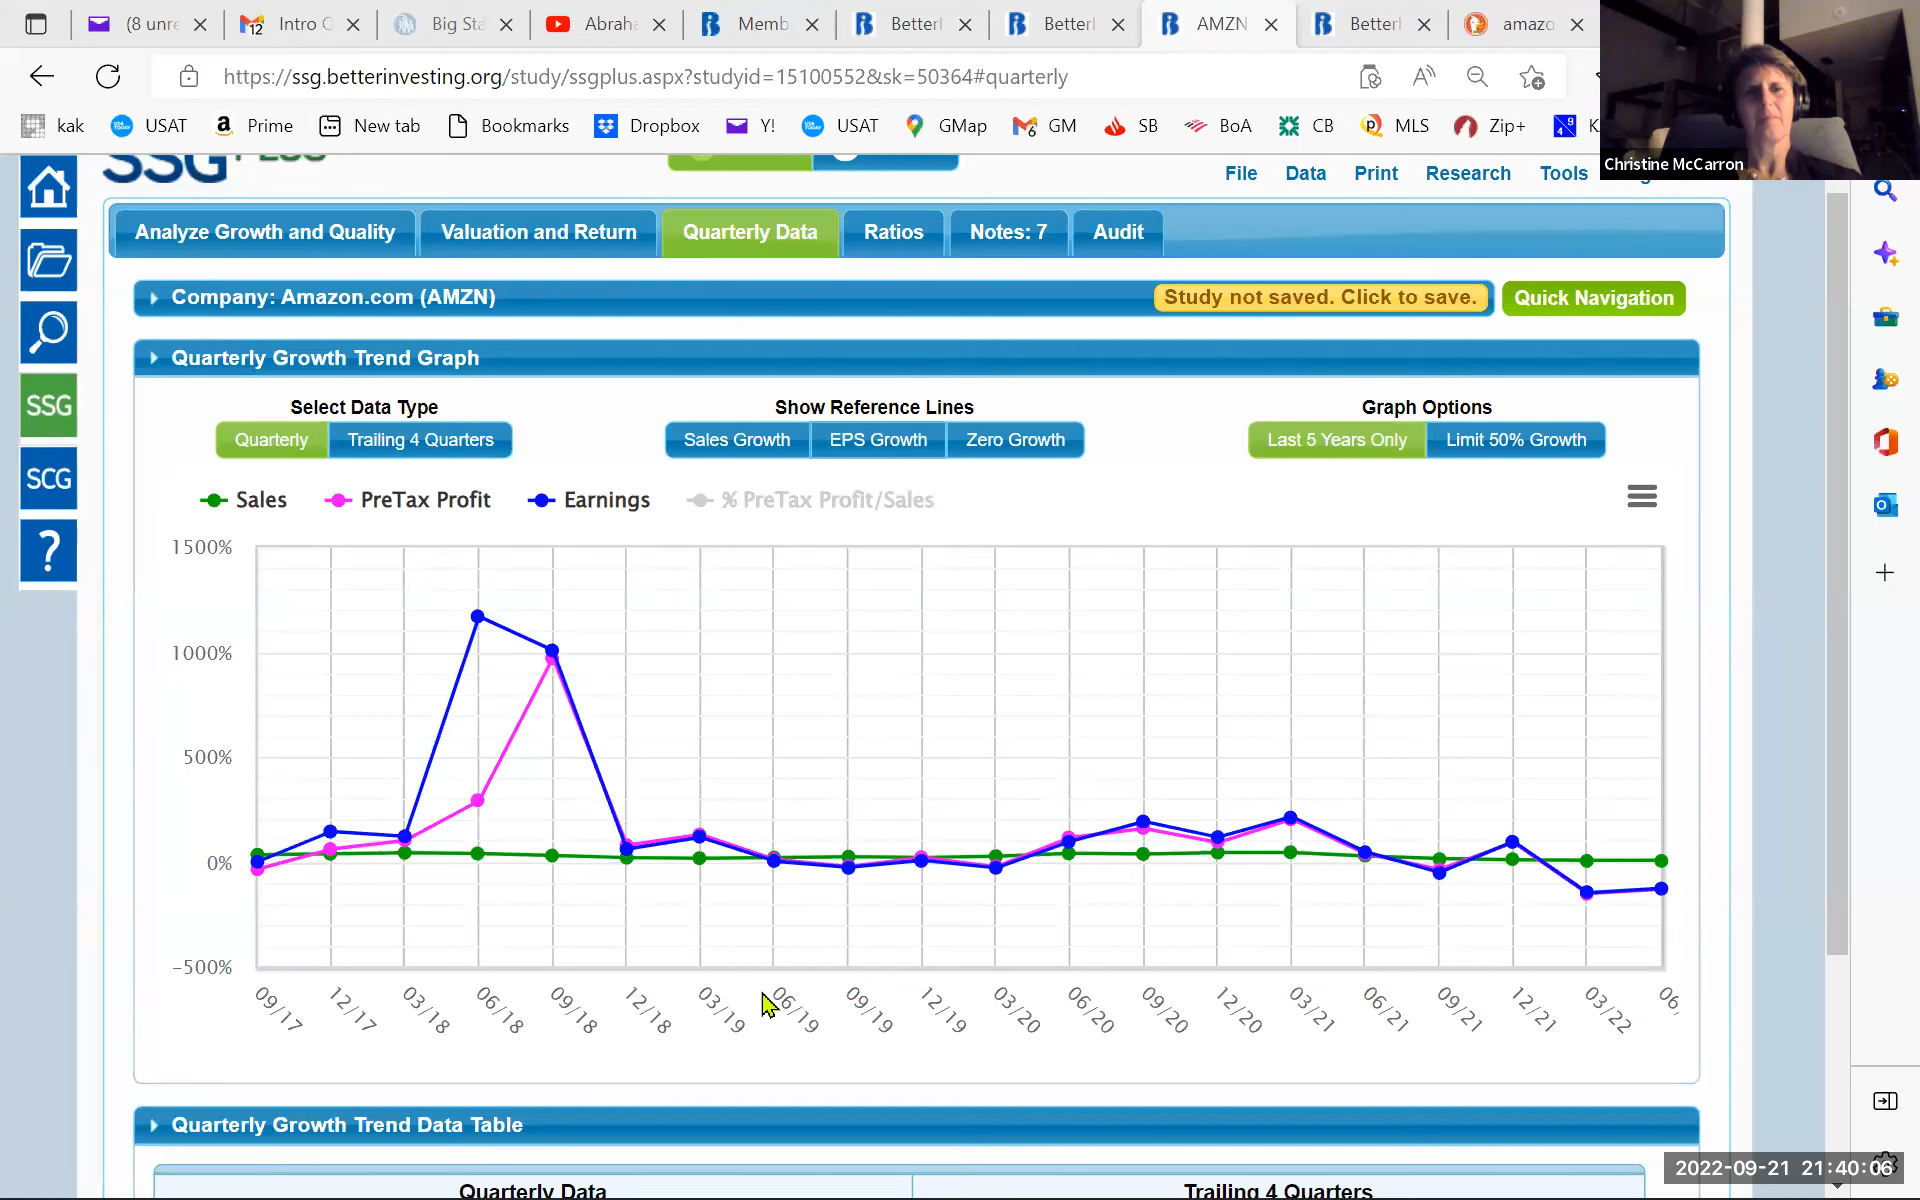 (8 unre
Intro C
Big Sta
Abraha
Memb
BetterI
BetterI
AMZN
BetterI
amazo
https://ssg.betterinvesting.org/study/ssgplus.aspx?studyid=15100552&sk=50364#quarterly
kak
USAT
Prime
New tab
Bookmarks
Dropbox
Y!
USAT
GMap
GM
SB
BoA
CB
MLS
Zip+
K
Christine McCarron
SSG PLUS
File
Data
Print
Research
Tools
Analyze Growth and Quality
Valuation and Return
Quarterly Data
Ratios
Notes: 7
Audit
Company: Amazon.com (AMZN)
Study not saved. Click to save.
Quick Navigation
Quarterly Growth Trend Graph
Select Data Type
Show Reference Lines
Graph Options
Quarterly
Trailing 4 Quarters
Sales Growth
EPS Growth
Zero Growth
Last 5 Years Only
Limit 50% Growth
SSG
SCG
?
Sales
PreTax Profit
Earnings
% PreTax Profit/Sales
1500%
1000%
500%
0%
-500%
09/17
12/17
03/18
06/18
09/18
12/18
03/19
06/19
09/19
12/19
03/20
06/20
09/20
12/20
03/21
06/21
09/21
12/21
03/22
06,
Quarterly Growth Trend Data Table
Quarterly Data
Trailing 4 Quarters
2022-09-21 21:40:06